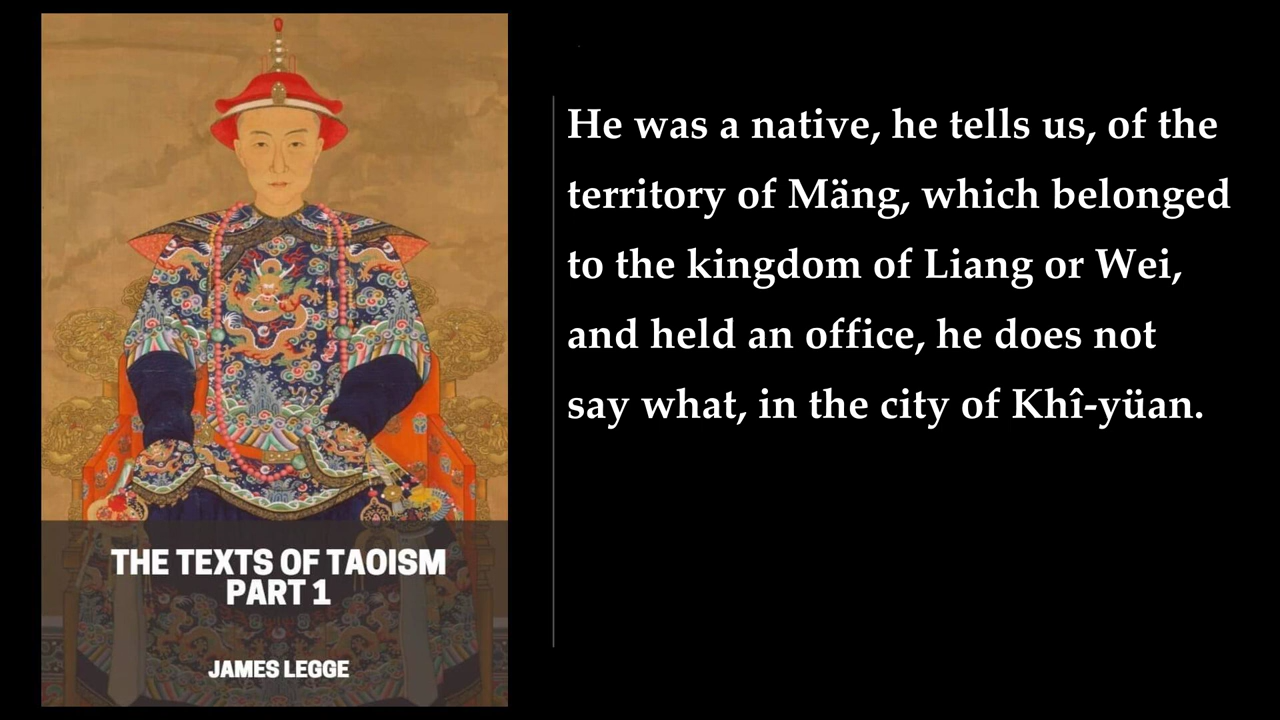 He was a native, he tells us, of the
territory of Mäng, which belonged
to the kingdom of Liang or Wei,
and held an office, he does not
say what, in the city of Khî-yüan.
THE TEXTS OF TAOISM
PART 1
JAMES LEGGE